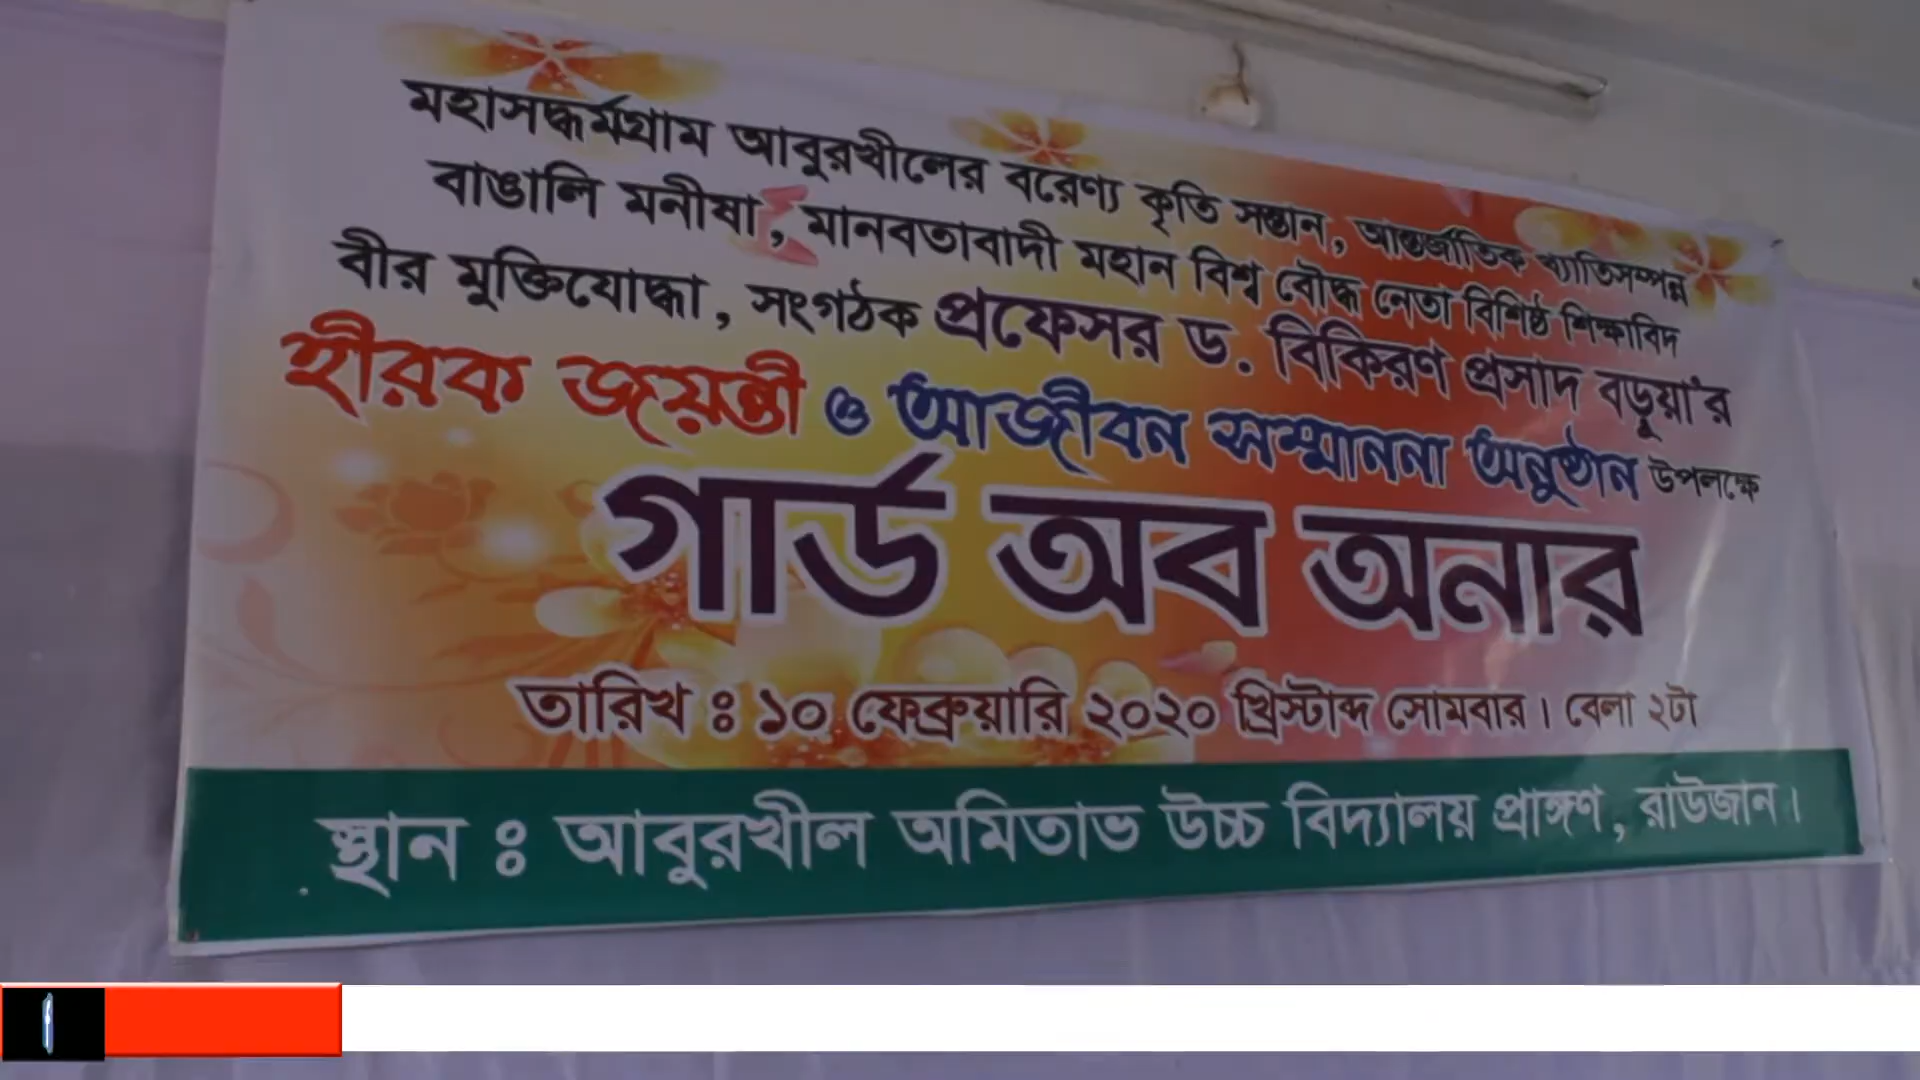 মহাসদ্ধর্মগ্রাম আবুরখীলের বরেণ্য কৃতি সন্তান, আন্তর্জাতিক খ্যাতিসম্পন্ন
বাঙালি মনীষা, মানবতাবাদী মহান বিশ্ব বৌদ্ধ নেতা বিশিষ্ঠ শিক্ষাবিদ
বীর মুক্তিযোদ্ধা, সংগঠক প্রফেসর ড. বিকিরণ প্রসাদ বড়ুয়া'র
হীরক জয়ন্তী ও আজীবন সম্মাননা অনুষ্ঠান উপলক্ষে
গার্ড অব অনার
তারিখ ঃ ১০ ফেব্রুয়ারি ২০২০ খ্রিস্টাব্দ সোমবার। বেলা ২টা
স্থান ঃ আবুরখীল অমিতাভ উচ্চ বিদ্যালয় প্রাঙ্গণ, রাউজান।